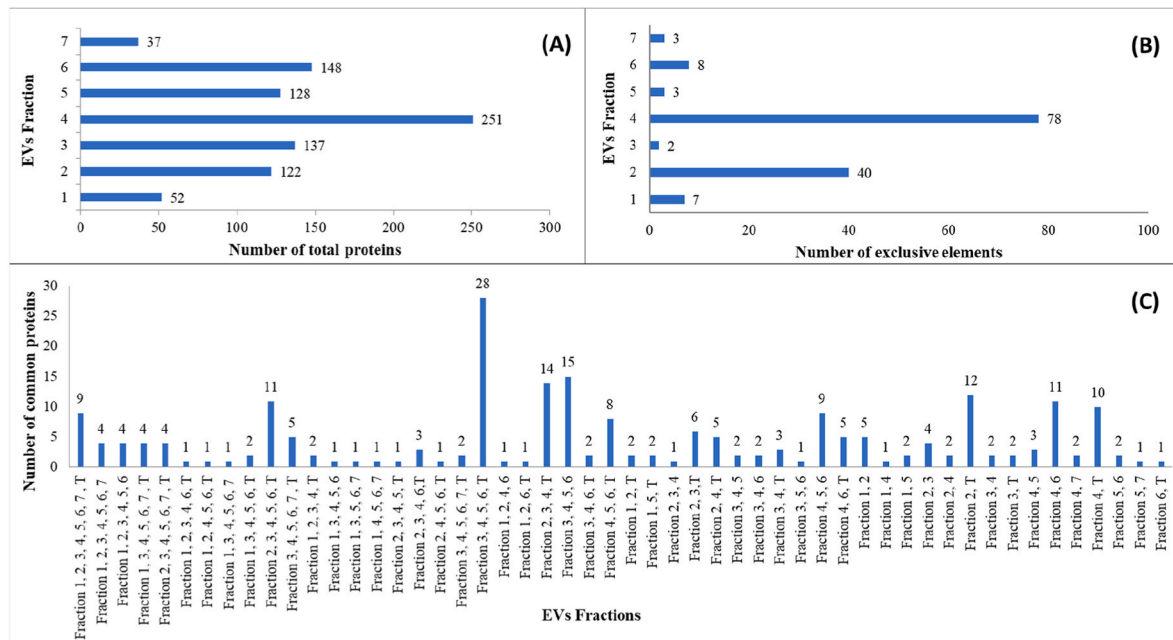 (A)
EVs Fraction
7
37
6
148
5
128
4
251
3
137
2
122
1
52
0 50 100 150 200 250 300
Number of total proteins
(B)
EVs Fraction
7
3
6
8
5
3
4
78
3
2
2
40
1
7
0 20 40 60 80 100
Number of exclusive elements
(C)
Number of common proteins
30
25
20
15
10
5
0
9 4 4 4 4 1 1 1 2 11 5 2 1 1 1 1 3 1 2 28 1 1 14 15 2 8 2 2 1 6 5 2 2 3 1 9 5 5 1 2 4 2 12 2 2 3 11 2 10 2 1 1
Fraction 1, 2, 3, 4, 5, 6, 7, T
Fraction 1, 2, 3, 4, 5, 6, 7
Fraction 1, 2, 3, 4, 5, 6
Fraction 1, 3, 4, 5, 6, 7, T
Fraction 2, 3, 4, 5, 6, 7, T
Fraction 1, 2, 3, 4, 6, T
Fraction 1, 2, 4, 5, 6, T
Fraction 1, 3, 4, 5, 6, 7
Fraction 1, 3, 4, 5, 6, T
Fraction 2, 3, 4, 5, 6, T
Fraction 3, 4, 5, 6, 7, T
Fraction 1, 2, 3, 4, T
Fraction 1, 3, 4, 5, 6
Fraction 1, 3, 5, 6, 7
Fraction 1, 4, 5, 6, 7
Fraction 2, 3, 4, 5, T
Fraction 2, 3, 4, 6,T
Fraction 2, 4, 5, 6, T
Fraction 3, 4, 5, 6, 7, T
Fraction 3, 4, 5, 6, T
Fraction 1, 2, 4, 6
Fraction 1, 2, 6, T
Fraction 2, 3, 4, T
Fraction 3, 4, 5, 6
Fraction 3, 4, 6, T
Fraction 4, 5, 6, T
Fraction 1, 2, T
Fraction 1, 5, T
Fraction 2, 3, 4
Fraction 2, 3,T
Fraction 2, 4, T
Fraction 3, 4, 5
Fraction 3, 4, 6
Fraction 3, 4, T
Fraction 3, 5, 6
Fraction 4, 5, 6
Fraction 4, 6, T
Fraction 1, 2
Fraction 1, 4
Fraction 1, 5
Fraction 2, 3
Fraction 2, 4
Fraction 2, T
Fraction 3, 4
Fraction 3, T
Fraction 4, 5
Fraction 4, 6
Fraction 4, 7
Fraction 4, T
Fraction 5, 6
Fraction 5, 7
Fraction 6, T
EVs Fractions